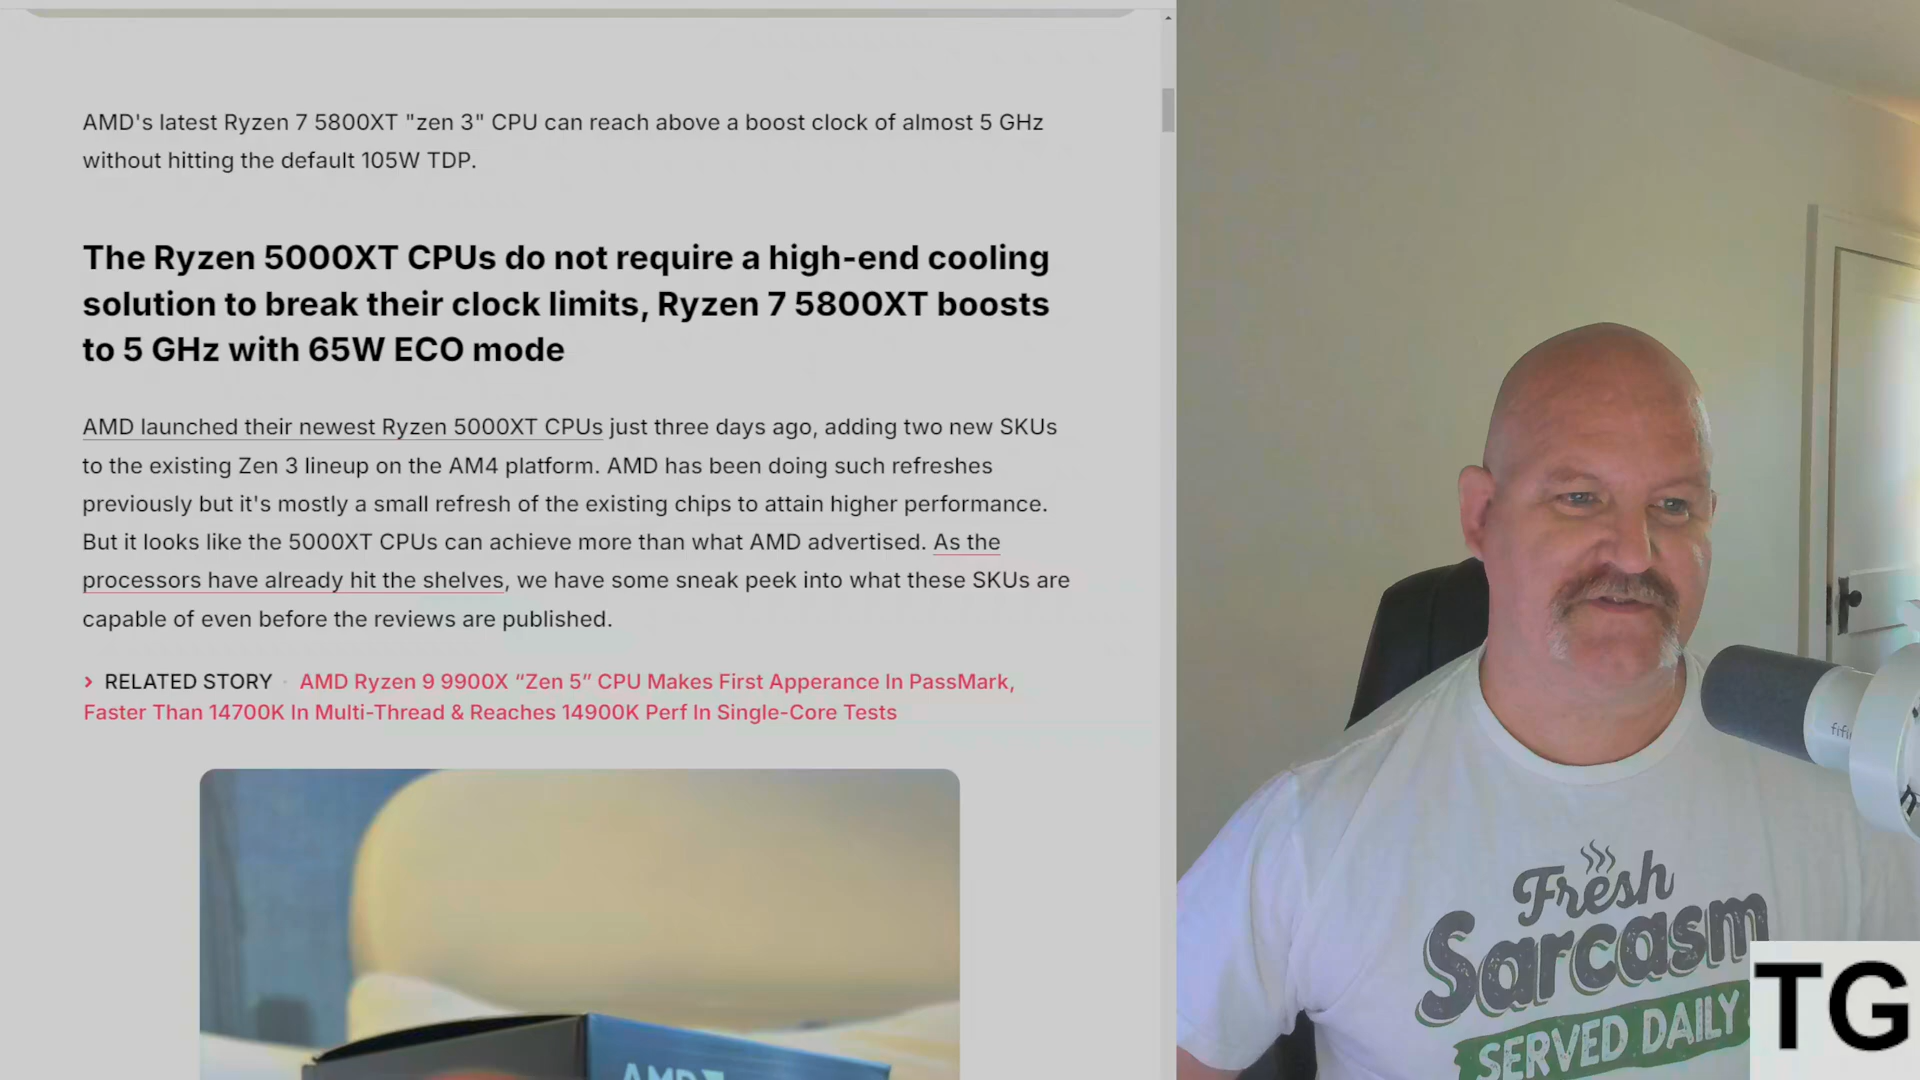 AMD's latest Ryzen 7 5800XT "zen 3" CPU can reach above a boost clock of almost 5 GHz
without hitting the default 105W TDP.
The Ryzen 5000XT CPUs do not require a high-end cooling
solution to break their clock limits, Ryzen 7 5800XT boosts
to 5 GHz with 65W ECO mode
AMD launched their newest Ryzen 5000XT CPUs just three days ago, adding two new SKUs
to the existing Zen 3 lineup on the AM4 platform. AMD has been doing such refreshes
previously but it's mostly a small refresh of the existing chips to attain higher performance.
But it looks like the 5000XT CPUs can achieve more than what AMD advertised. As the
processors have already hit the shelves, we have some sneak peek into what these SKUs are
capable of even before the reviews are published.
> RELATED STORY · AMD Ryzen 9 9900X “Zen 5” CPU Makes First Apperance In PassMark,
Faster Than 14700K In Multi-Thread & Reaches 14900K Perf In Single-Core Tests
AMD
Fresh
Sarcasm
SERVED DAILY
TG